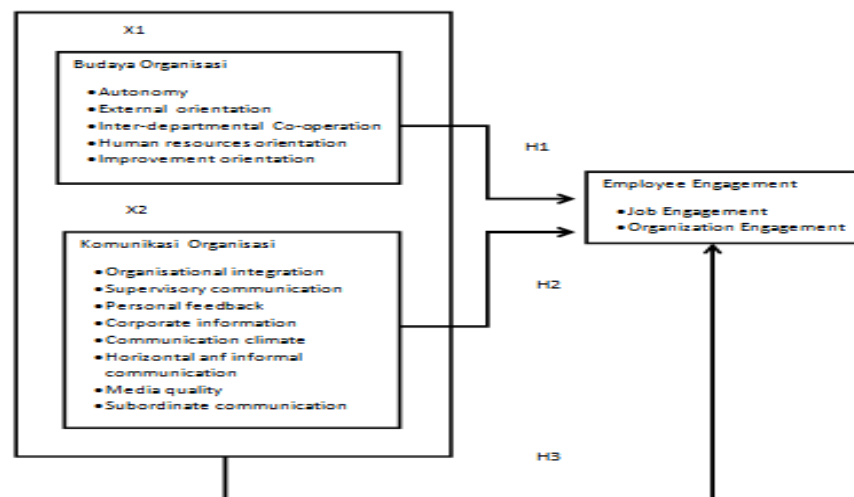 X1
Budaya Organisasi
•Autonomy
•External orientation
•Inter-departmental Co-operation
•Human resources orientation
•Improvement orientation
H1
Employee Engagement
•Job Engagement
•Organization Engagement
X2
Komunikasi Organisasi
•Organisational integration
•Supervisory communication
•Personal feedback
•Corporate information
•Communication climate
•Horizontal anf informal
communication
•Media quality
•Subordinate communication
H2
H3